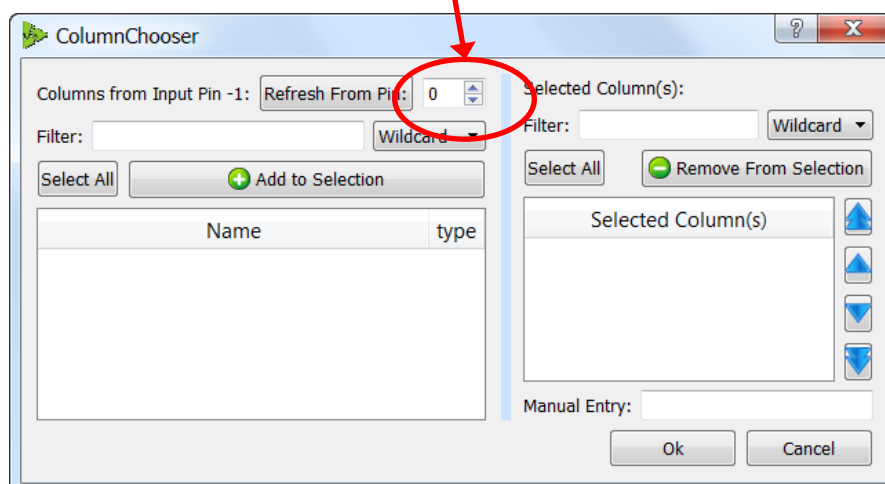 ColumnChooser
Columns from Input Pin -1: Refresh From Pin: 0
Filter: Wildcard
Select All Add to Selection
Name type
Selected Column(s):
Filter: Wildcard
Select All Remove From Selection
Selected Column(s)
Manual Entry:
Ok Cancel